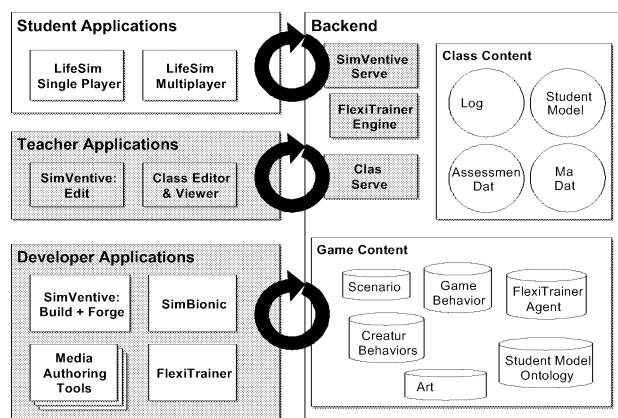 Student Applications
LifeSim
Single Player
LifeSim
Multiplayer
Teacher Applications
SimVentive:
Edit
Class Editor
& Viewer
Developer Applications
SimVentive:
Build + Forge
SimBionic
Media
Authoring
Tools
FlexiTrainer
Backend
SimVentive
Serve
FlexiTrainer
Engine
Clas
Serve
Class Content
Log
Student
Model
Assessmen
Dat
Ma
Dat
Game Content
Scenario
Game
Behavior
FlexiTrainer
Agent
Creatur
Behaviors
Student Model
Ontology
Art